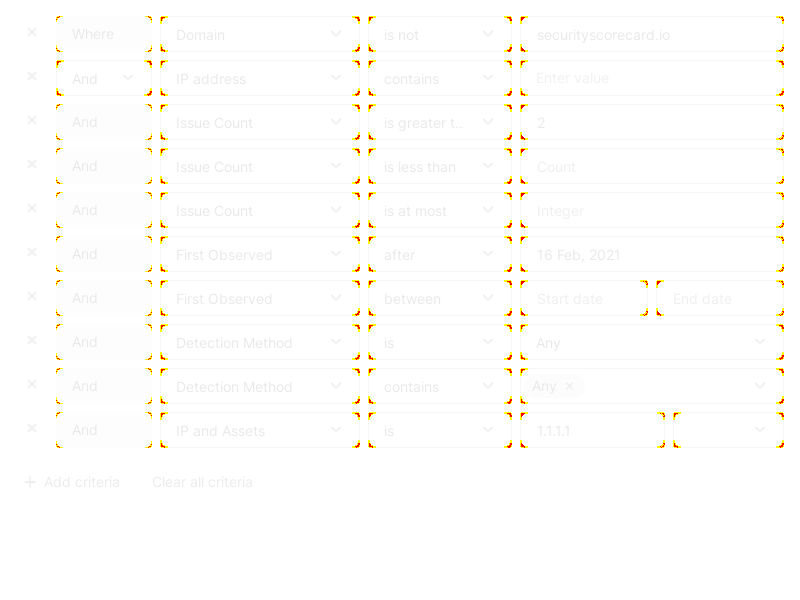 Where Domain is not securityscorecard.io
And IP address contains Enter value
And Issue Count is greater t.. 2
And Issue Count is less than Count
And Issue Count is at most Integer
And First Observed after 16 Feb, 2021
And First Observed between Start date End date
And Detection Method is Any
And Detection Method contains Any
And IP and Assets is 1.1.1.1
Add criteria Clear all criteria